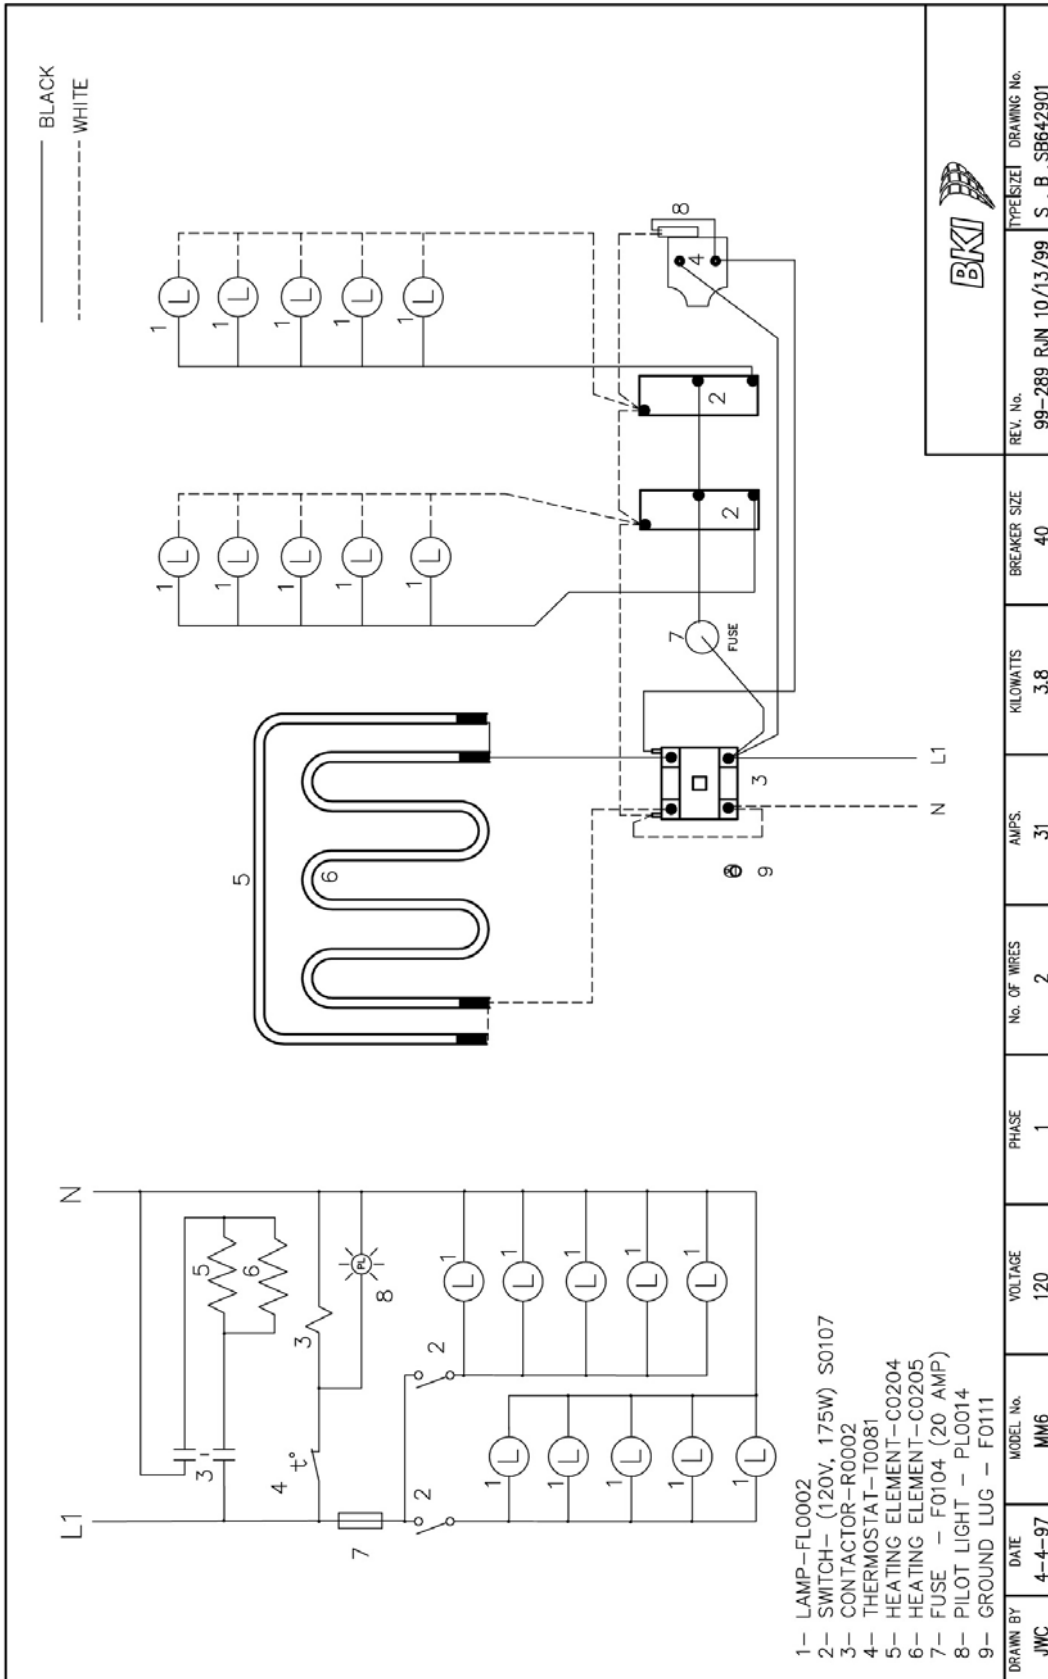 BLACK
WHITE
L1
N
3
5
6
4
t°
3
PL
8
7
2
2
1 L
1 L
1 L
1 L
1 L
1 L
1 L
1 L
1 L
1 L
5
6
1 L
1 L
1 L
1 L
1 L
1 L
1 L
1 L
1 L
1 L
7
FUSE
2
2
4
8
3
9
N
L1
1- LAMP-FL0002
2- SWITCH- (120V, 175W) S0107
3- CONTACTOR-R0002
4- THERMOSTAT-T0081
5- HEATING ELEMENT-C0204
6- HEATING ELEMENT-C0205
7- FUSE - F0104 (20 AMP)
8- PILOT LIGHT - PL0014
9- GROUND LUG - F0111
BKI
DRAWN BY DATE MODEL No. VOLTAGE PHASE No. OF WIRES AMPS. KILOWATTS BREAKER SIZE REV. No. TYPE SIZE DRAWING No.
JWC 4-4-97 MM6 120 1 2 31 3.8 40 99-289 RJN 10/13/99 S B SB642901